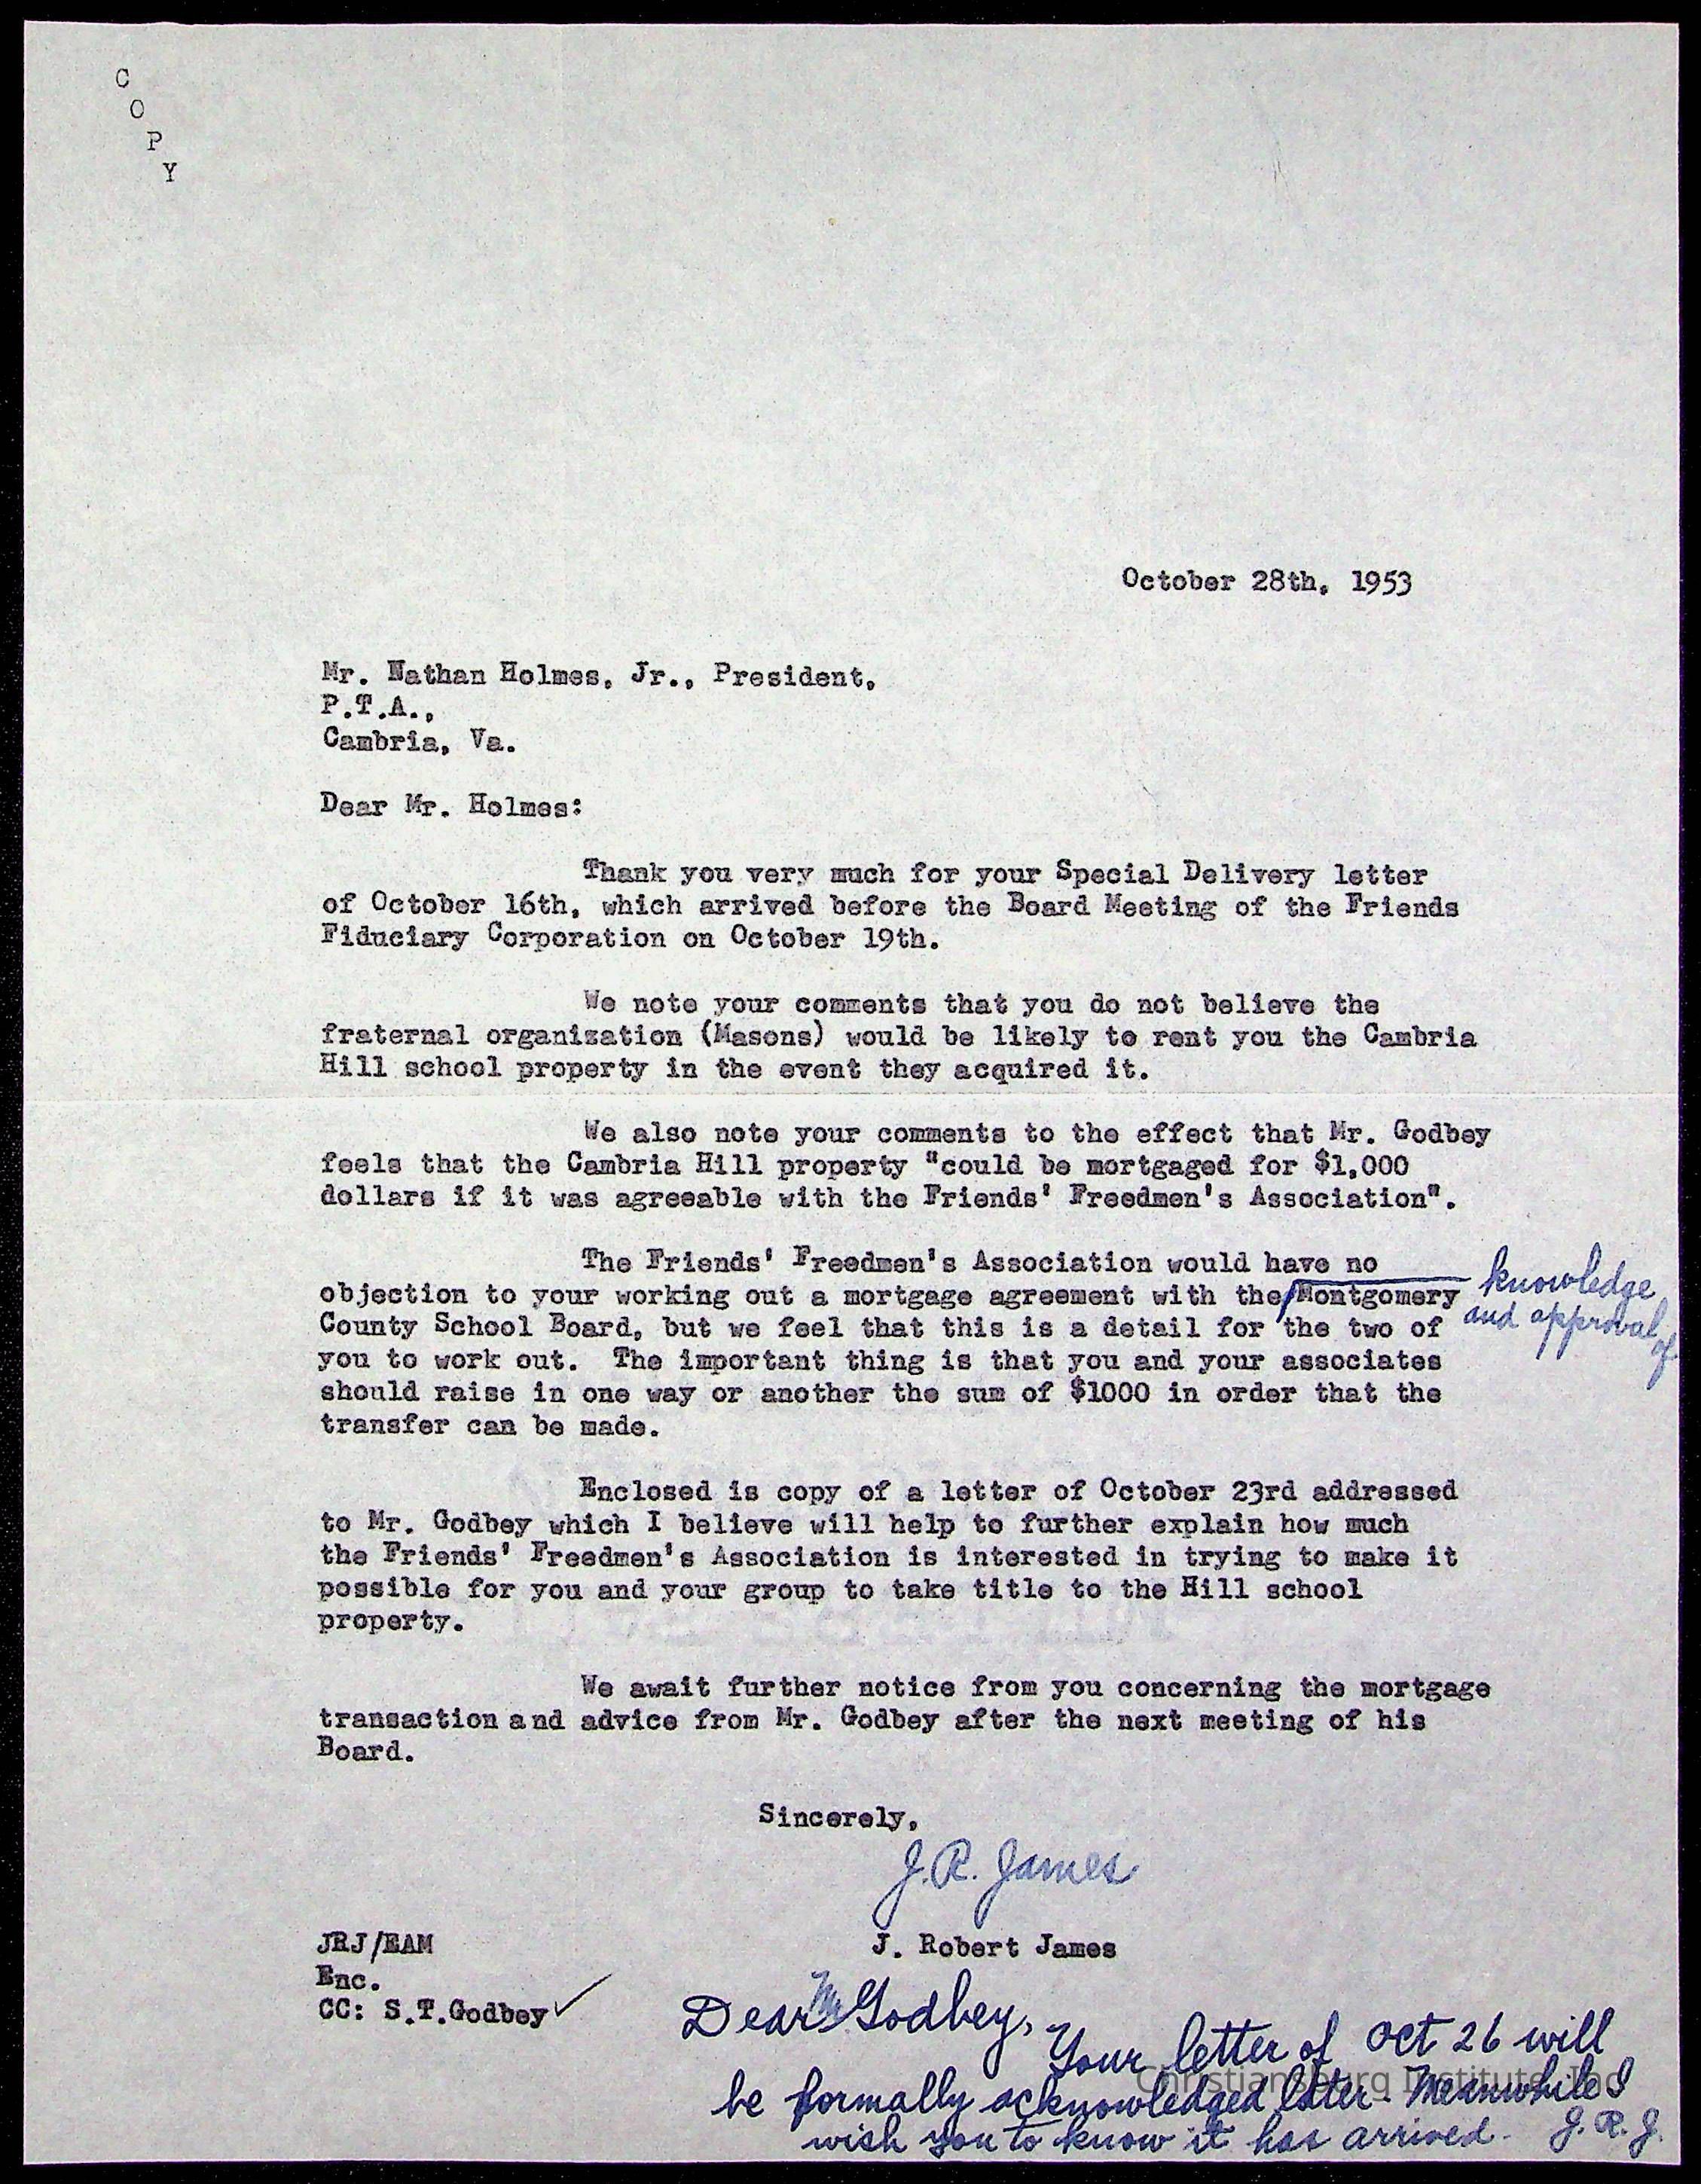 C
O
P
Y
October 28th, 1953
Mr. Nathan Holmes, Jr., President,
P.T.A.,
Cambria, Va.
Dear Mr. Holmes:
Thank you very much for your Special Delivery letter
of October 16th, which arrived before the Board Meeting of the Friends
Fiduciary Corporation on October 19th.
We note your comments that you do not believe the
fraternal organization (Masons) would be likely to rent you the Cambria
Hill school property in the event they acquired it.
We also note your comments to the effect that Mr. Godbey
feels that the Cambria Hill property "could be mortgaged for $1,000
dollars if it was agreeable with the Friends' Freedmen's Association".
The Friends' Freedmen's Association would have no
objection to your working out a mortgage agreement with the Montgomery
knowledge
and approval
of
County School Board, but we feel that this is a detail for the two of
you to work out. The important thing is that you and your associates
should raise in one way or another the sum of $1000 in order that the
transfer can be made.
Enclosed is copy of a letter of October 23rd addressed
to Mr. Godbey which I believe will help to further explain how much
the Friends' Freedmen's Association is interested in trying to make it
possible for you and your group to take title to the Hill school
property.
We await further notice from you concerning the mortgage
transaction and advice from Mr. Godbey after the next meeting of his
Board.
Sincerely,
J. R. James
J. Robert James
JRJ/EAM
Enc.
CC: S.T.Godbey ✓
Dear Mr Godbey,
Your letter of Oct 26 will
be formally acknowledged later - Meanwhile I
wish you to know it has arrived - J. R. J.
Christiansburg Institute, Inc